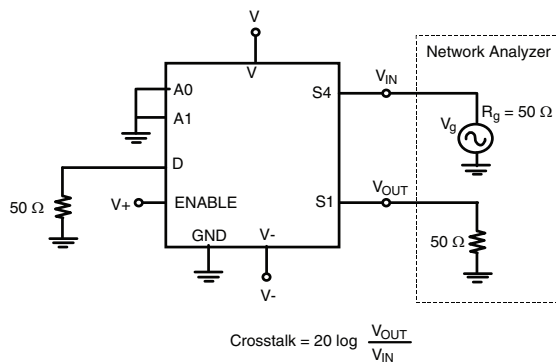 V
V
Network Analyzer
A0
A1
S4
VIN
Vg
Rg = 50 Ω
D
50 Ω
V+
ENABLE
S1
VOUT
50 Ω
GND
V-
V-
Crosstalk = 20 log VOUT
VIN